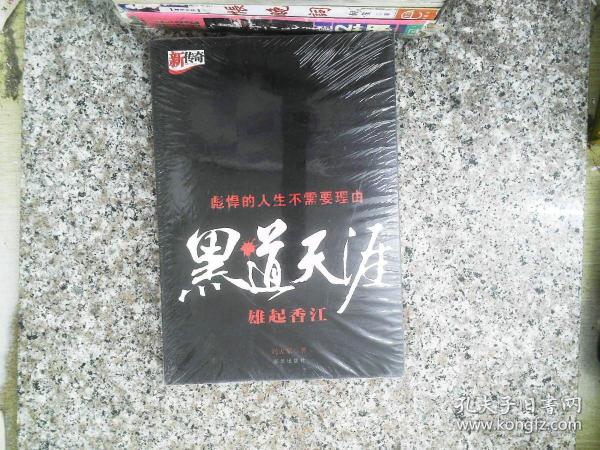 新传奇
彪悍的人生不需要理由
黑道天涯
雄起香江
孔夫子旧书网
www.kongfz.com